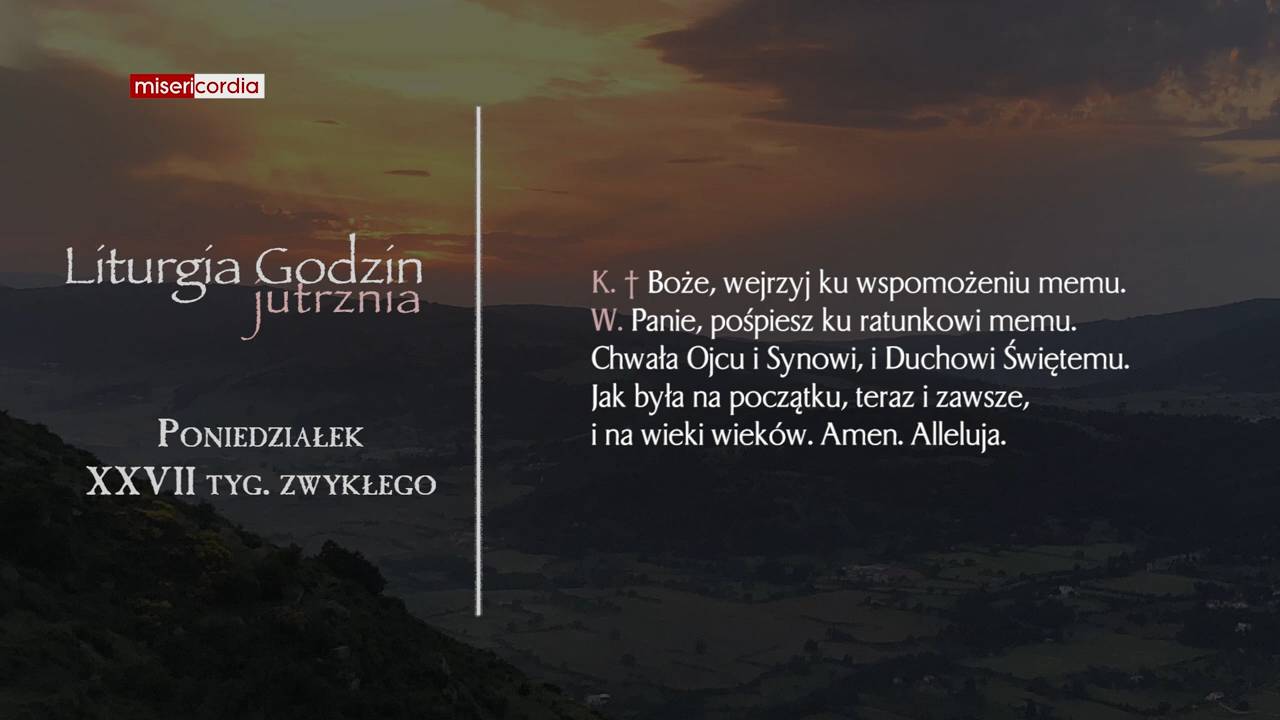 misericordia
Liturgia Godzin
jutrznia
Poniedziałek
XXVII tyg. zwykłego
K. † Boże, wejrzyj ku wspomożeniu memu.
W. Panie, pośpiesz ku ratunkowi memu.
Chwała Ojcu i Synowi, i Duchowi Świętemu.
Jak była na początku, teraz i zawsze,
i na wieki wieków. Amen. Alleluja.